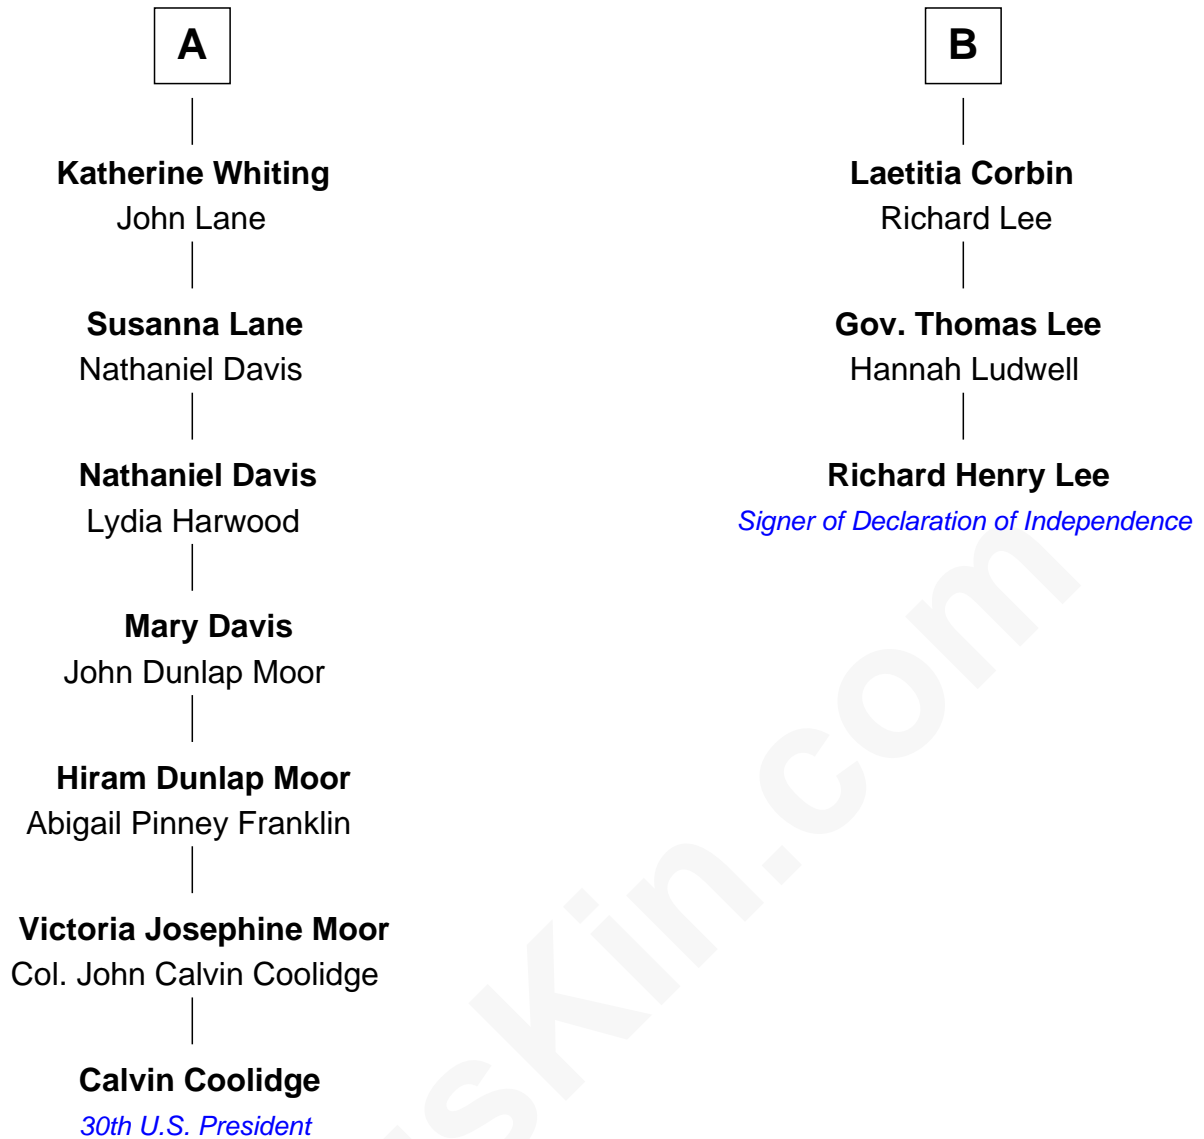 A
Katherine Whiting
John Lane
Susanna Lane
Nathaniel Davis
Nathaniel Davis
Lydia Harwood
Mary Davis
John Dunlap Moor
Hiram Dunlap Moor
Abigail Pinney Franklin
Victoria Josephine Moor
Col. John Calvin Coolidge
Calvin Coolidge
30th U.S. President
B
Laetitia Corbin
Richard Lee
Gov. Thomas Lee
Hannah Ludwell
Richard Henry Lee
Signer of Declaration of Independence